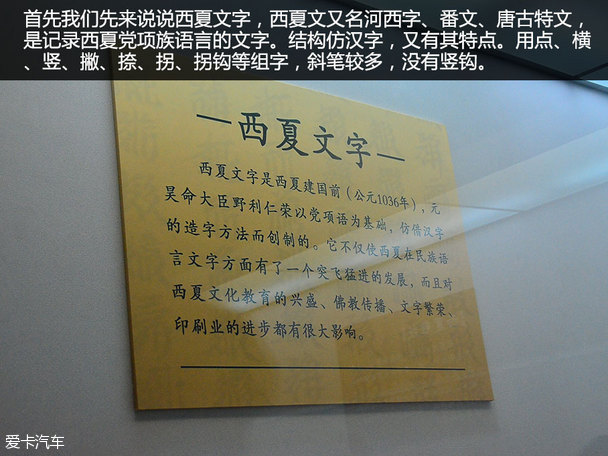 首先我们先来说说西夏文字，西夏文又名河西字、番文、唐古特文，
是记录西夏党项族语言的文字。结构仿汉字，又有其特点。用点、横
、竖、撇、捺、拐、拐钩等组字，斜笔较多，没有竖钩。
—西夏文字—
西夏文字是西夏建国前（公元1036年），元
昊命大臣野利仁荣以党项语为基础，仿借汉字
的造字方法而创制的。它不仅使西夏在民族语
言文字方面有了一个突飞猛进的发展，而且对
西夏文化教育的兴盛、佛教传播、文字繁荣、
印刷业的进步都有很大影响。
爱卡汽车